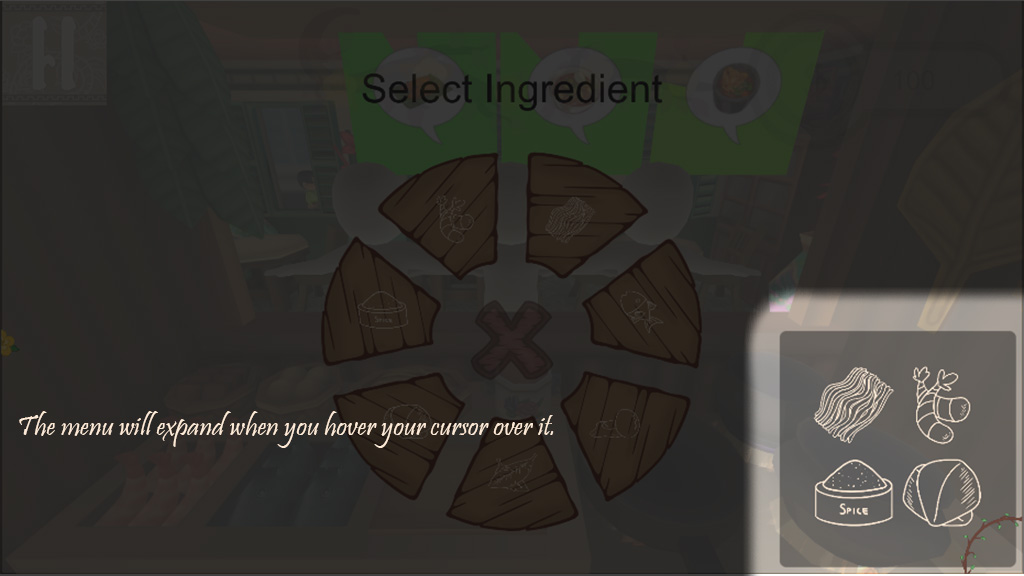 Select Ingredient
The menu will expand when you hover your cursor over it.
SPICE